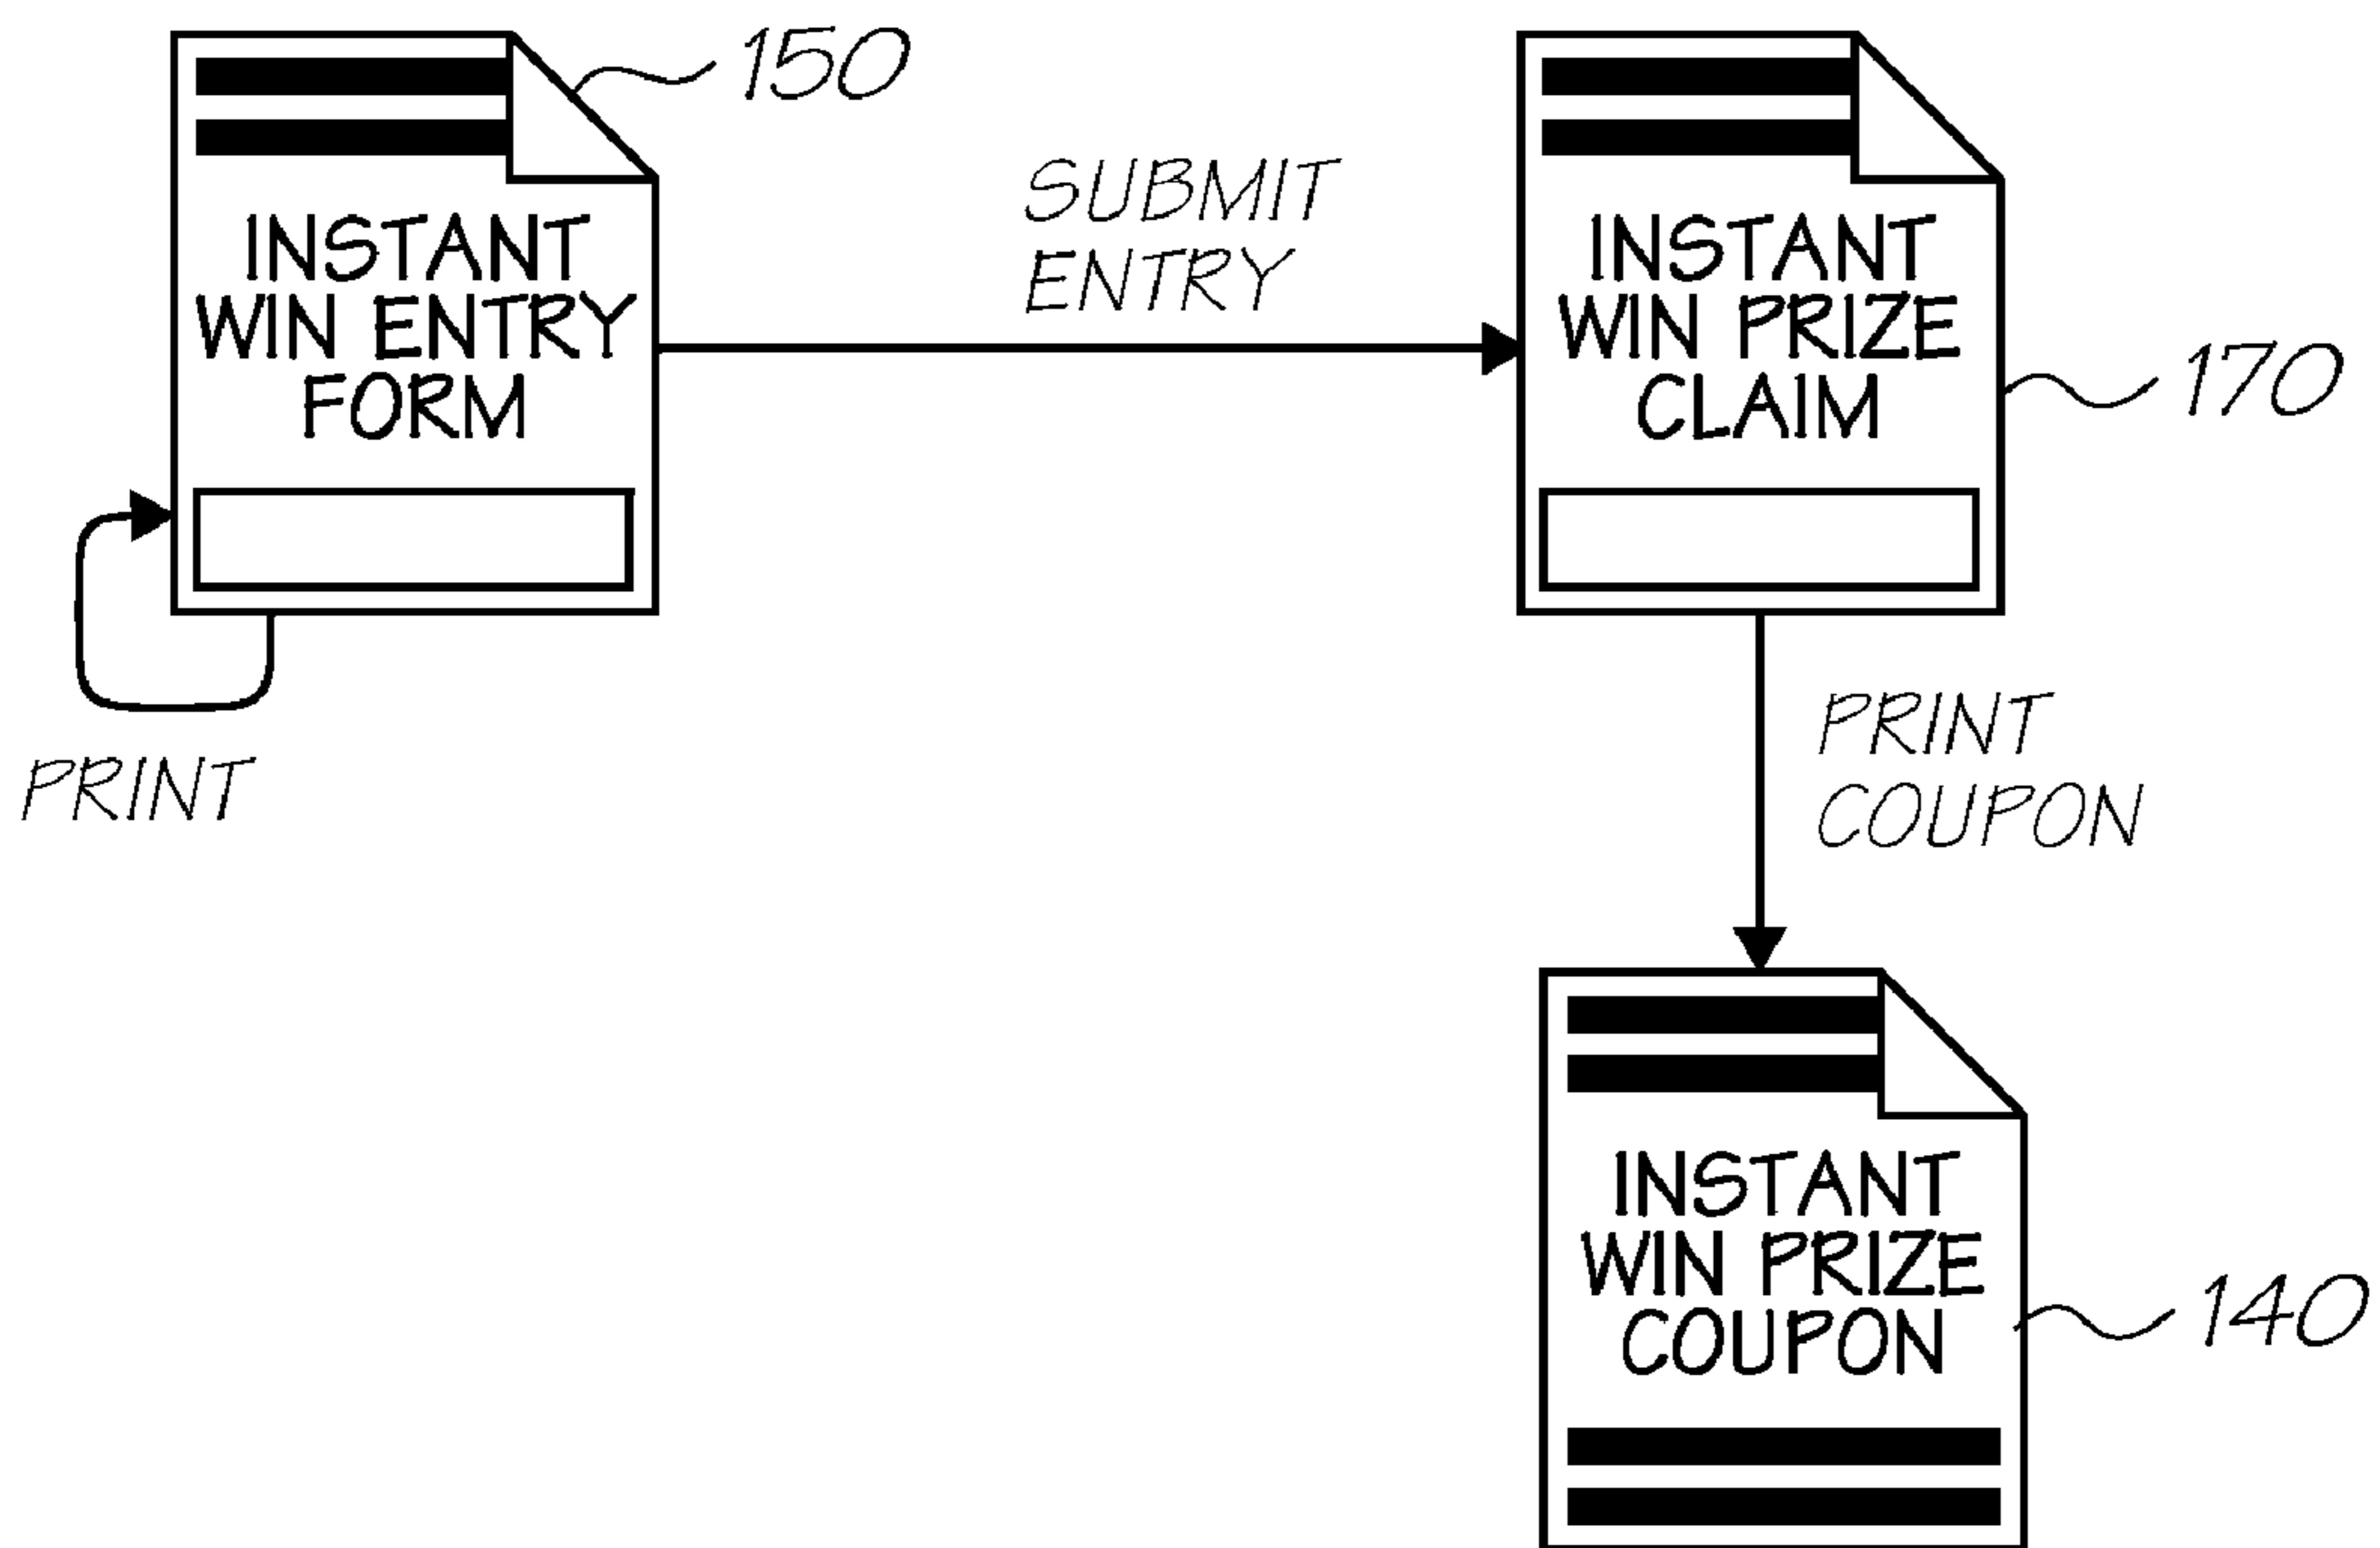 150
INSTANT
WIN ENTRY
FORM
PRINT
SUBMIT
ENTRY
INSTANT
WIN PRIZE
CLAIM
170
PRINT
COUPON
INSTANT
WIN PRIZE
COUPON
140